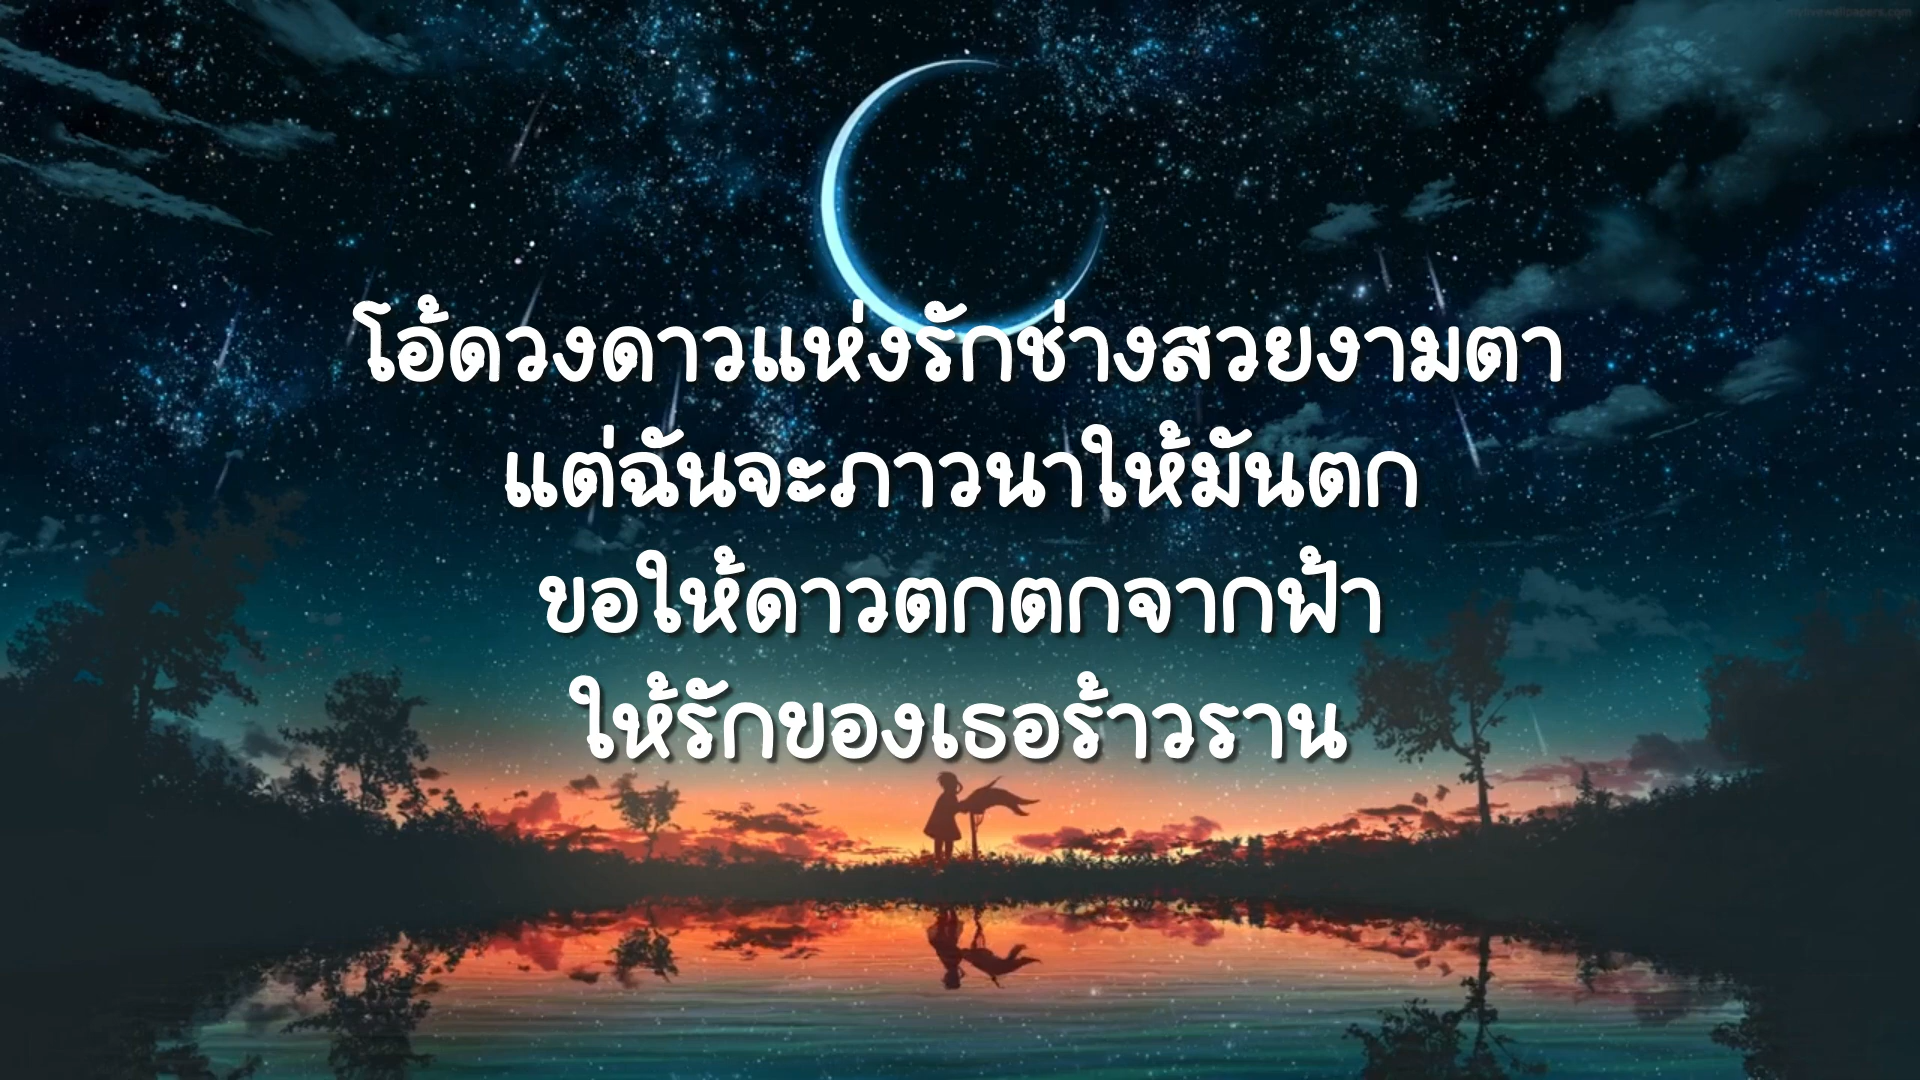 mylivewallpapers.com
โอ้ดวงดาวแห่งรักช่างสวยงามตา
แต่ฉันจะภาวนาให้มันตก
ขอให้ดาวตกตกจากฟ้า
ให้รักของเธอร้าวราน